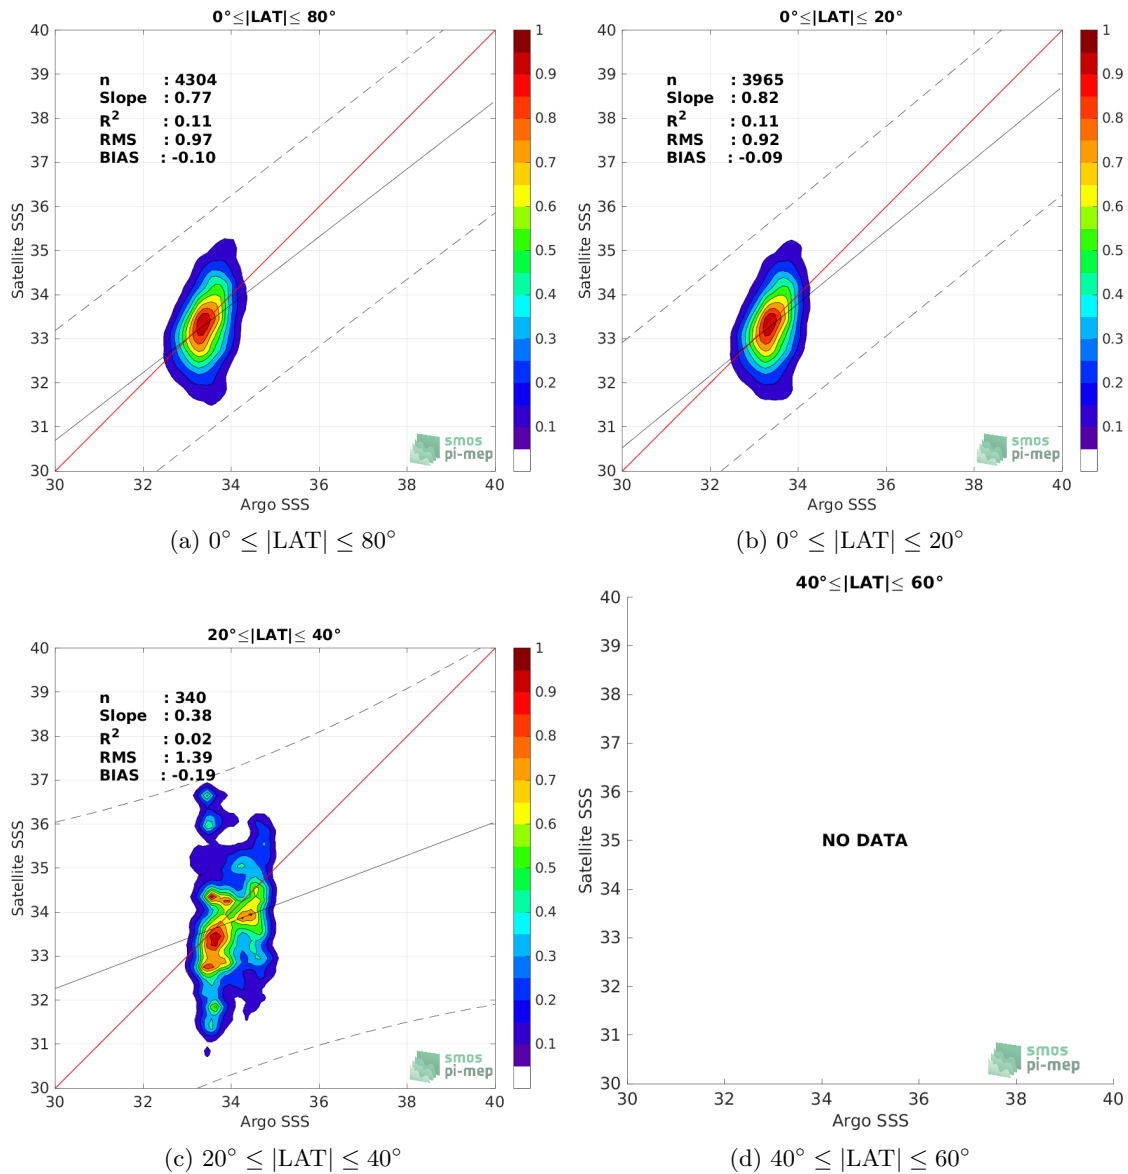 0°≤|LAT|≤ 80°
n : 4304
Slope : 0.77
R² : 0.11
RMS : 0.97
BIAS : -0.10
Satellite SSS
40
39
38
37
36
35
34
33
32
31
30
30 32 34 36 38 40
Argo SSS
1
0.9
0.8
0.7
0.6
0.5
0.4
0.3
0.2
0.1
smos
pi-mep
(a) 0° ≤ |LAT| ≤ 80°
0°≤|LAT|≤ 20°
n : 3965
Slope : 0.82
R² : 0.11
RMS : 0.92
BIAS : -0.09
Satellite SSS
40
39
38
37
36
35
34
33
32
31
30
30 32 34 36 38 40
Argo SSS
1
0.9
0.8
0.7
0.6
0.5
0.4
0.3
0.2
0.1
smos
pi-mep
(b) 0° ≤ |LAT| ≤ 20°
20°≤|LAT|≤ 40°
n : 340
Slope : 0.38
R² : 0.02
RMS : 1.39
BIAS : -0.19
Satellite SSS
40
39
38
37
36
35
34
33
32
31
30
30 32 34 36 38 40
Argo SSS
1
0.9
0.8
0.7
0.6
0.5
0.4
0.3
0.2
0.1
smos
pi-mep
(c) 20° ≤ |LAT| ≤ 40°
40°≤|LAT|≤ 60°
NO DATA
Satellite SSS
40
39
38
37
36
35
34
33
32
31
30
30 32 34 36 38 40
Argo SSS
smos
pi-mep
(d) 40° ≤ |LAT| ≤ 60°